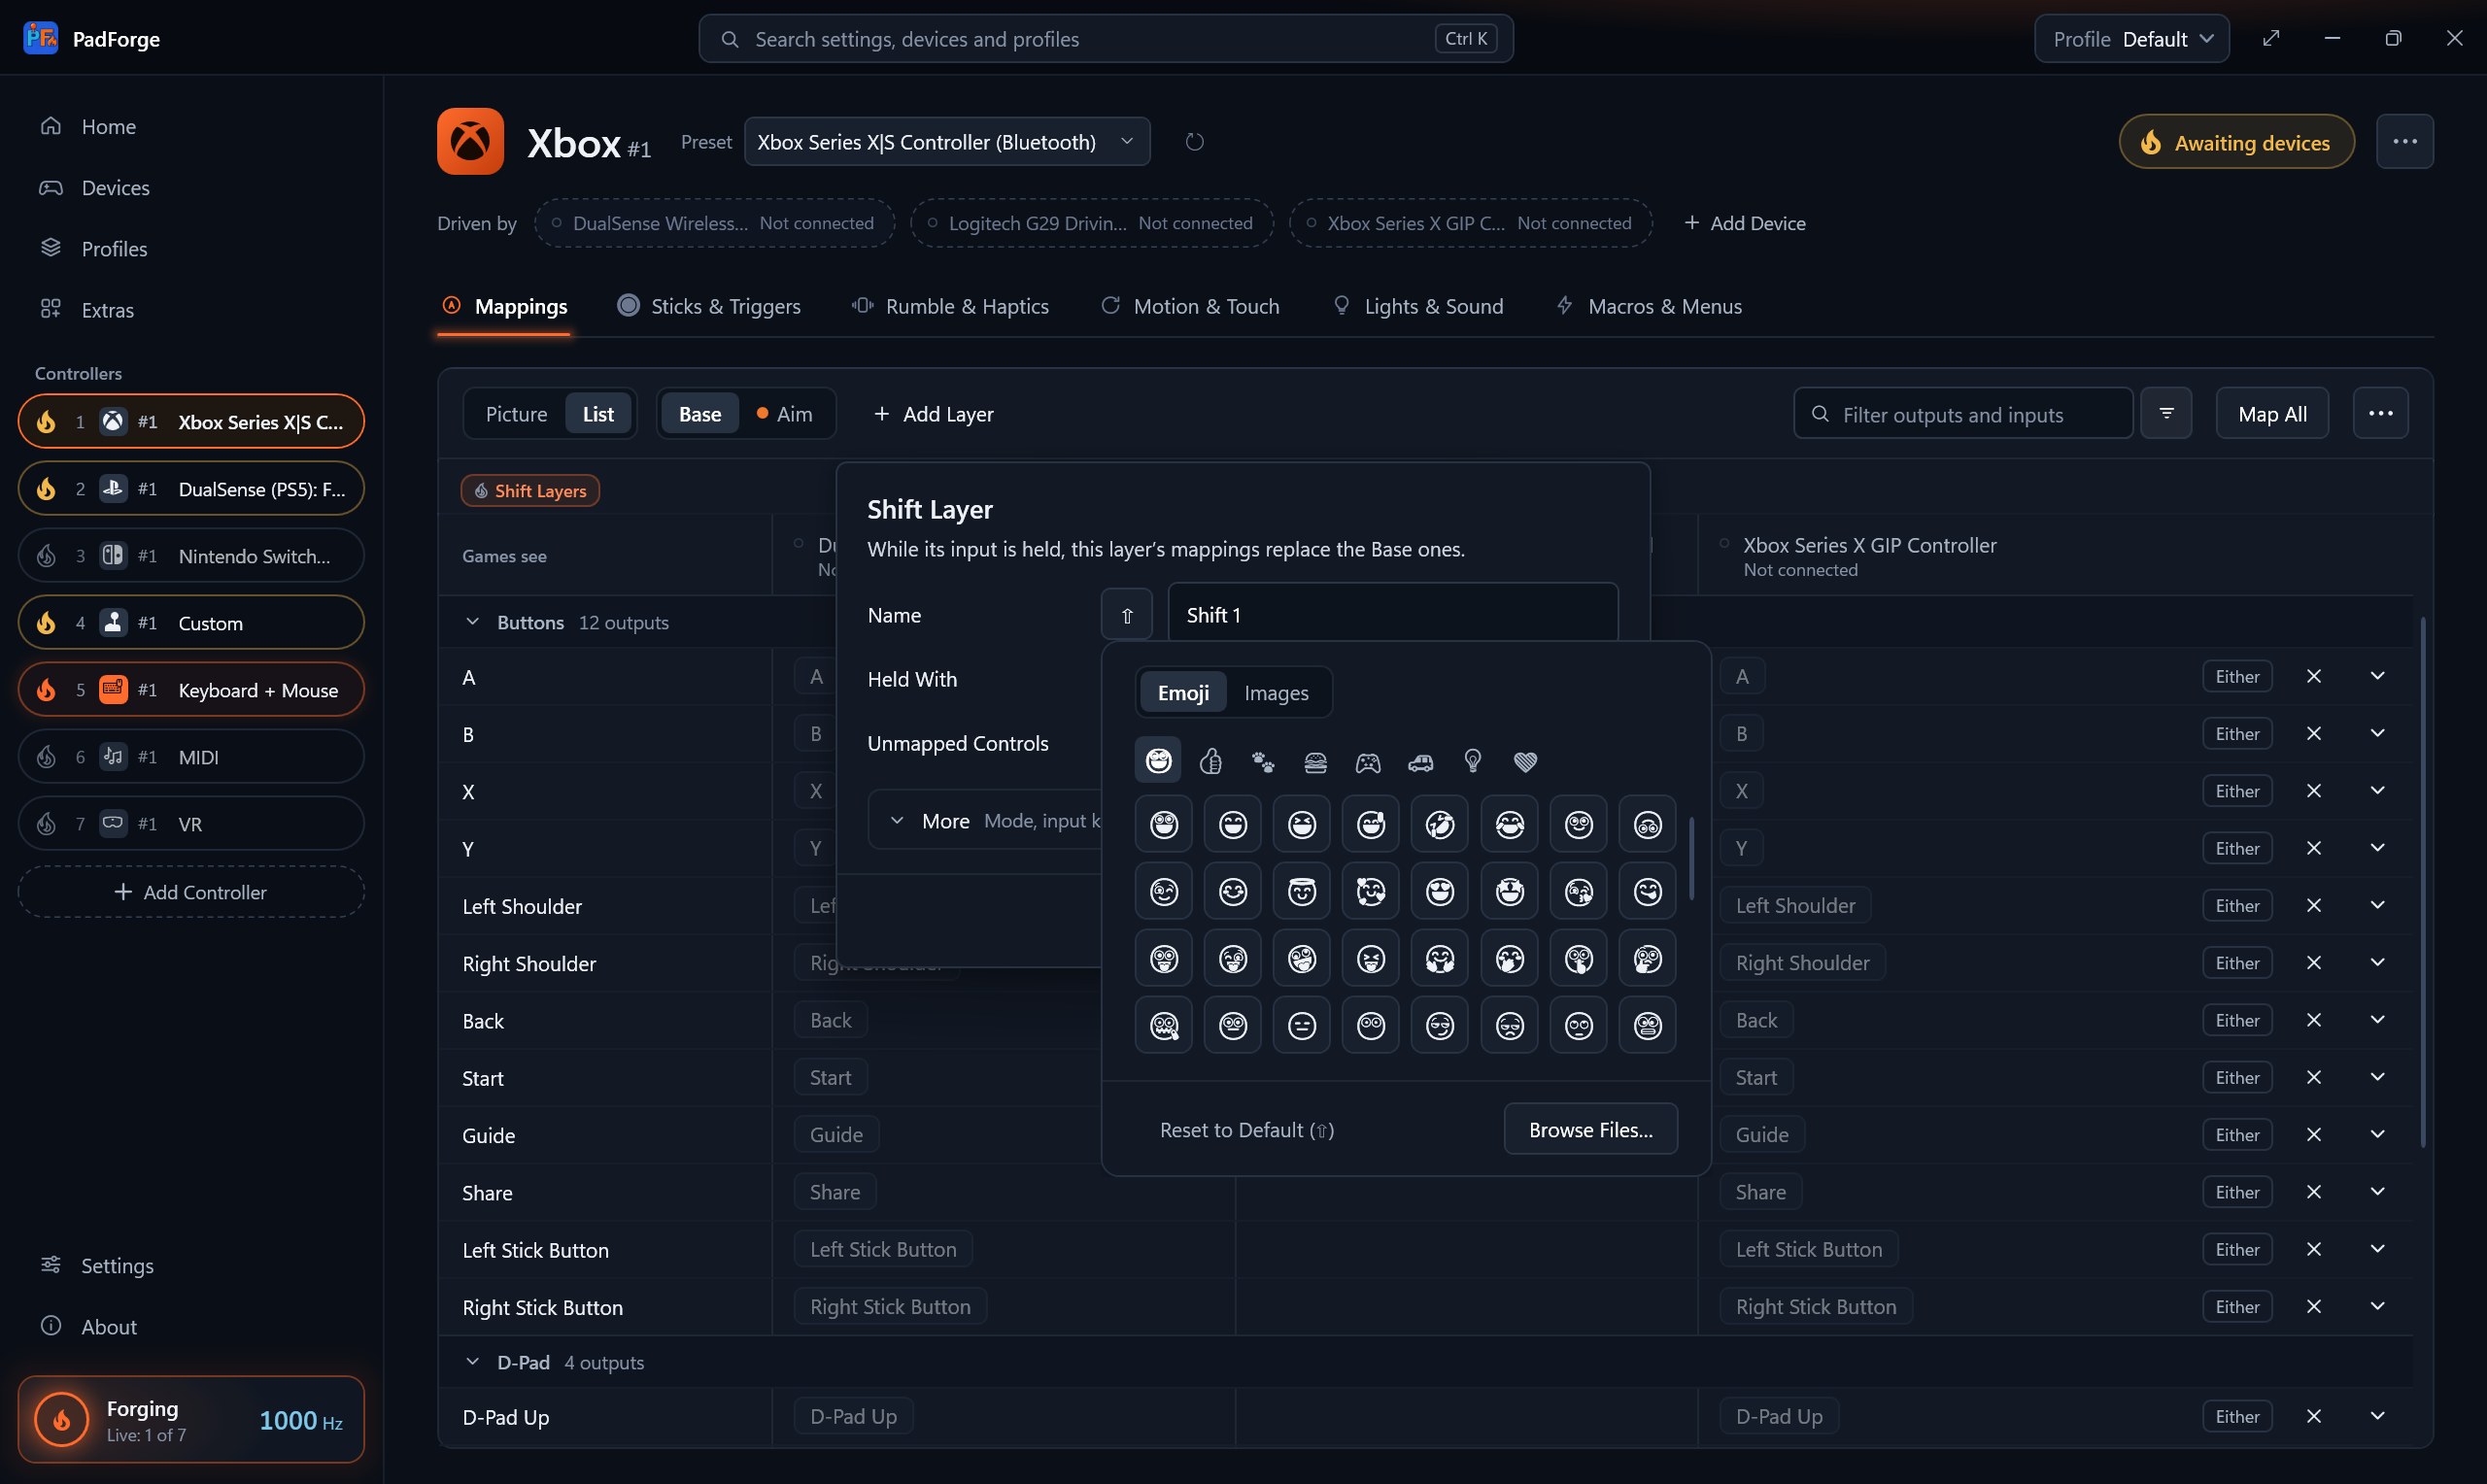 PadForge
Search settings, devices and profiles
Ctrl K
Profile Default
Home
Devices
Profiles
Extras
Controllers
1 #1 Xbox Series X|S C...
2 #1 DualSense (PS5): F...
3 #1 Nintendo Switch...
4 #1 Custom
5 #1 Keyboard + Mouse
6 #1 MIDI
7 #1 VR
+ Add Controller
Settings
About
Forging
Live: 1 of 7
1000 Hz
Xbox #1
Preset
Xbox Series X|S Controller (Bluetooth)
Awaiting devices
Driven by
DualSense Wireless... Not connected
Logitech G29 Drivin... Not connected
Xbox Series X GIP C... Not connected
+ Add Device
Mappings
Sticks & Triggers
Rumble & Haptics
Motion & Touch
Lights & Sound
Macros & Menus
Picture
List
Base
Aim
+ Add Layer
Filter outputs and inputs
Map All
Shift Layers
Games see
Xbox Series X GIP Controller
Not connected
Shift Layer
While its input is held, this layer’s mappings replace the Base ones.
Name
⇧
Shift 1
Held With
Unmapped Controls
More Mode, input k
Emoji
Images
Reset to Default (⇧)
Browse Files...
Buttons 12 outputs
A A A Either
B B B Either
X X X Either
Y Y Y Either
Left Shoulder Lef Left Shoulder Either
Right Shoulder Right Shoulder Right Shoulder Either
Back Back Back Either
Start Start Start Either
Guide Guide Guide Either
Share Share Share Either
Left Stick Button Left Stick Button Left Stick Button Either
Right Stick Button Right Stick Button Right Stick Button Either
D-Pad 4 outputs
D-Pad Up D-Pad Up D-Pad Up Either